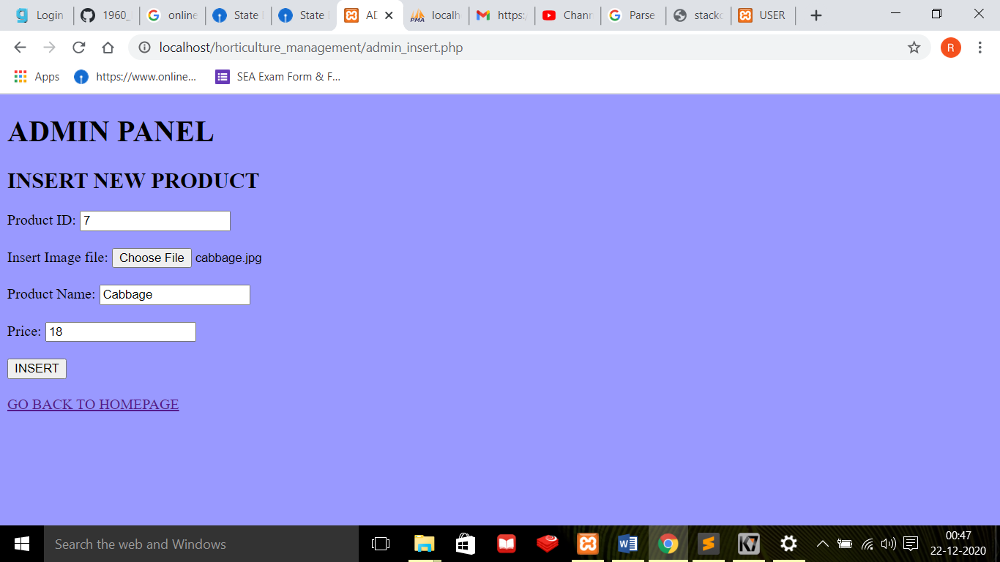 Login
1960_
online
State
State
AD
localh
https:/
Chann
Parse
stacko
USER
localhost/horticulture_management/admin_insert.php
R
Apps
https://www.online...
SEA Exam Form & F...
ADMIN PANEL
INSERT NEW PRODUCT
Product ID: 7
Insert Image file: Choose File cabbage.jpg
Product Name: Cabbage
Price: 18
INSERT
GO BACK TO HOMEPAGE
Search the web and Windows
00:47
22-12-2020